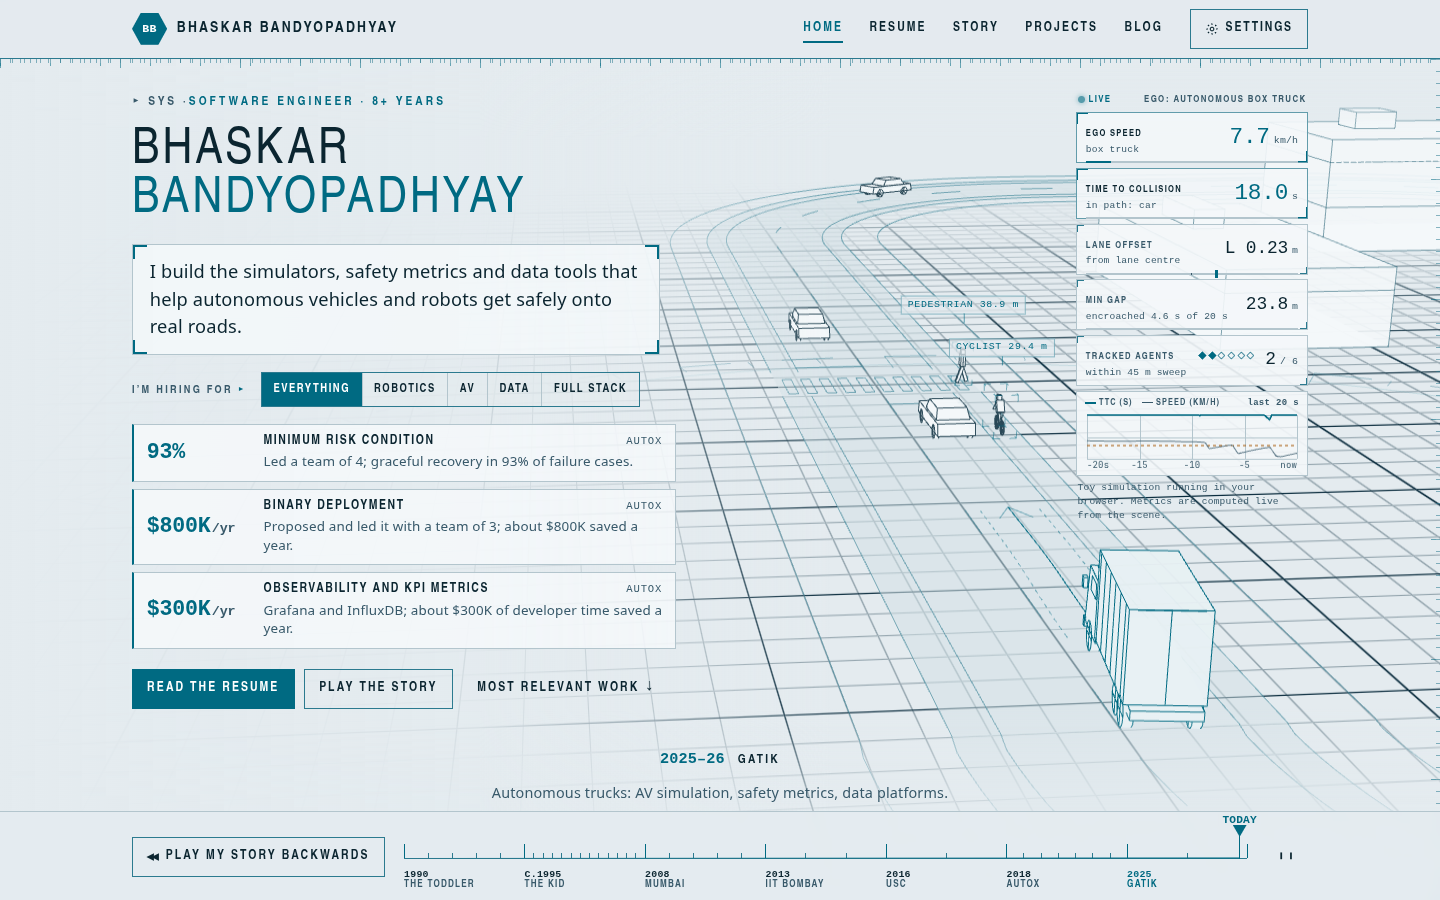 BB BHASKAR BANDYOPADHYAY
HOME RESUME STORY PROJECTS BLOG SETTINGS
▸ SYS · SOFTWARE ENGINEER · 8+ YEARS
BHASKAR
BANDYOPADHYAY
I build the simulators, safety metrics and data tools that
help autonomous vehicles and robots get safely onto
real roads.
I'M HIRING FOR ▸ EVERYTHING ROBOTICS AV DATA FULL STACK
93%
MINIMUM RISK CONDITION AUTOX
Led a team of 4; graceful recovery in 93% of failure cases.
$800K/yr
BINARY DEPLOYMENT AUTOX
Proposed and led it with a team of 3; about $800K saved a
year.
$300K/yr
OBSERVABILITY AND KPI METRICS AUTOX
Grafana and InfluxDB; about $300K of developer time saved a
year.
READ THE RESUME PLAY THE STORY MOST RELEVANT WORK ↓
PEDESTRIAN 38.9 m
CYCLIST 29.4 m
LIVE EGO: AUTONOMOUS BOX TRUCK
EGO SPEED
box truck
7.7 km/h
TIME TO COLLISION
in path: car
18.0 s
LANE OFFSET
from lane centre
L 0.23 m
MIN GAP
encroached 4.6 s of 20 s
23.8 m
TRACKED AGENTS
within 45 m sweep
◆◆◇◇◇◇ 2 / 6
TTC (S) SPEED (KM/H) last 20 s
-20s -15 -10 -5 now
Toy simulation running in your
browser. Metrics are computed live
from the scene.
2025–26 GATIK
Autonomous trucks: AV simulation, safety metrics, data platforms.
PLAY MY STORY BACKWARDS
TODAY
1990 C.1995 2008 2013 2016 2018 2025
THE TODDLER THE KID MUMBAI IIT BOMBAY USC AUTOX GATIK